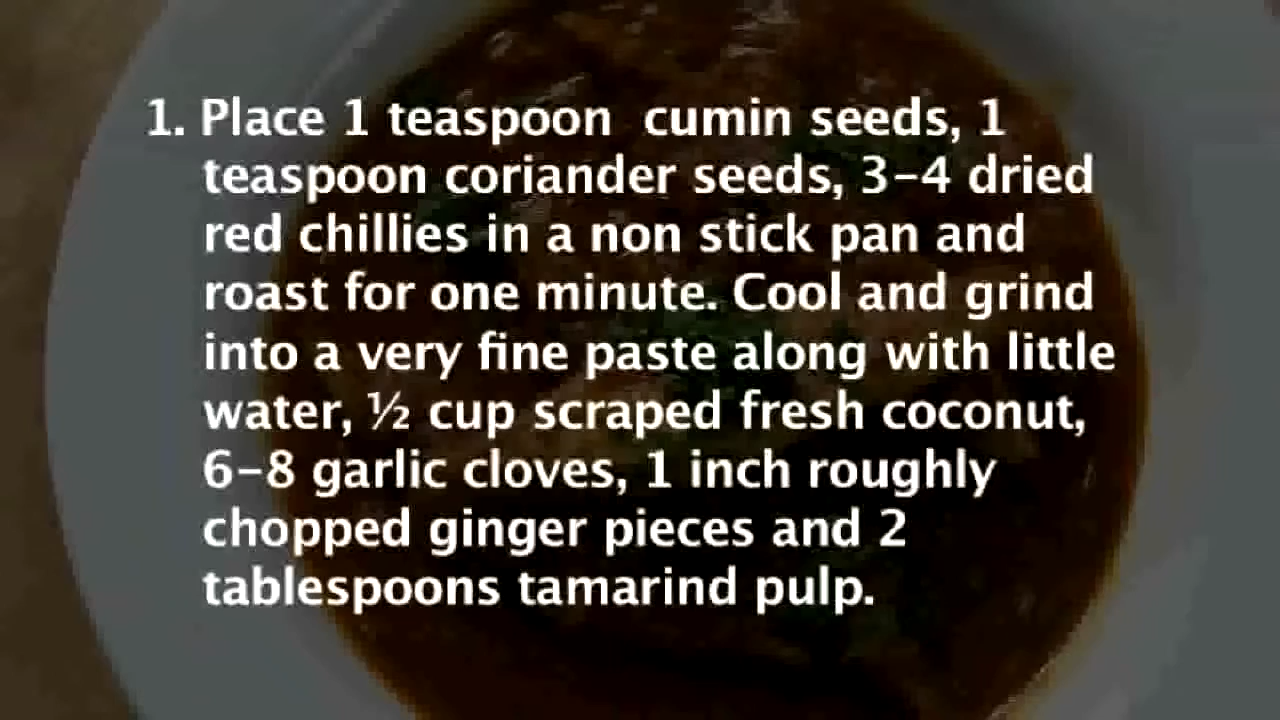 1. Place 1 teaspoon  cumin seeds, 1
teaspoon coriander seeds, 3-4 dried
red chillies in a non stick pan and
roast for one minute. Cool and grind
into a very fine paste along with little
water, ½ cup scraped fresh coconut,
6-8 garlic cloves, 1 inch roughly
chopped ginger pieces and 2
tablespoons tamarind pulp.